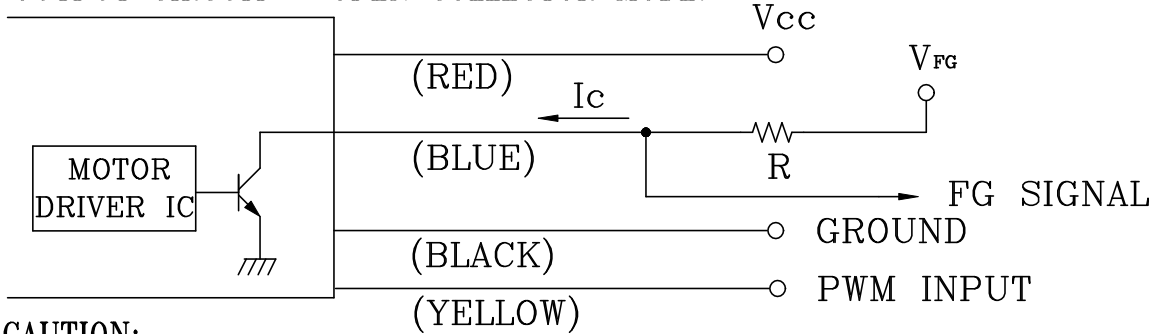 Vcc
(RED)
VFG
Ic
(BLUE)
R
MOTOR
DRIVER IC
FG SIGNAL
GROUND
(BLACK)
PWM INPUT
(YELLOW)
CAUTION: